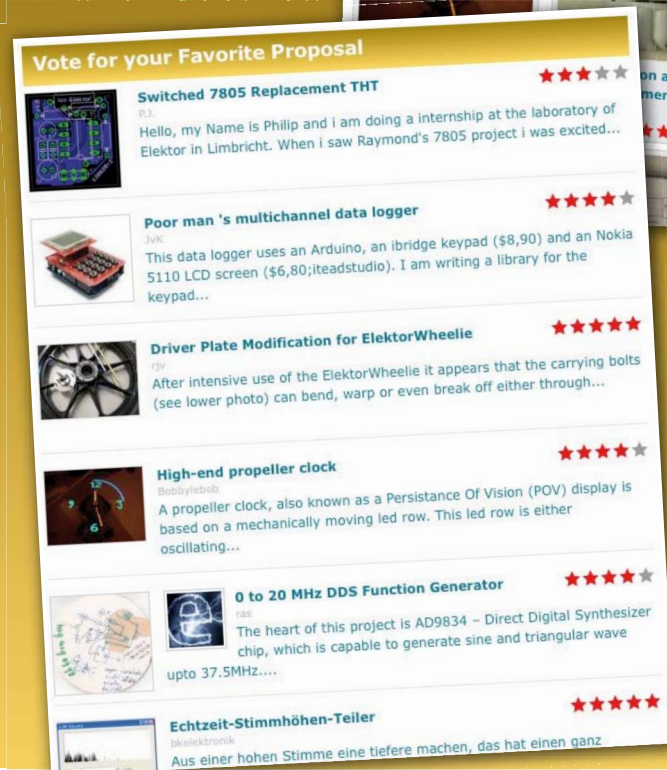 Vote for your Favorite Proposal
Switched 7805 Replacement THT
P.J.
Hello, my Name is Philip and i am doing a internship at the laboratory of
Elektor in Limbricht. When i saw Raymond's 7805 project i was excited...
Poor man 's multichannel data logger
JvK
This data logger uses an Arduino, an ibridge keypad ($8,90) and an Nokia
5110 LCD screen ($6,80;iteadstudio). I am writing a library for the
keypad...
Driver Plate Modification for ElektorWheelie
rjv
After intensive use of the ElektorWheelie it appears that the carrying bolts
(see lower photo) can bend, warp or even break off either through...
High-end propeller clock
Bobbylebob
12
9
3
6
A propeller clock, also known as a Persistance Of Vision (POV) display is
based on a mechanically moving led row. This led row is either
oscillating...
0 to 20 MHz DDS Function Generator
ras
The heart of this project is AD9834 – Direct Digital Synthesizer
chip, which is capable to generate sine and triangular wave
upto 37.5MHz....
e
Echtzeit-Stimmhöhen-Teiler
bkelektronik
Aus einer hohen Stimme eine tiefere machen, das hat einen ganz
on a